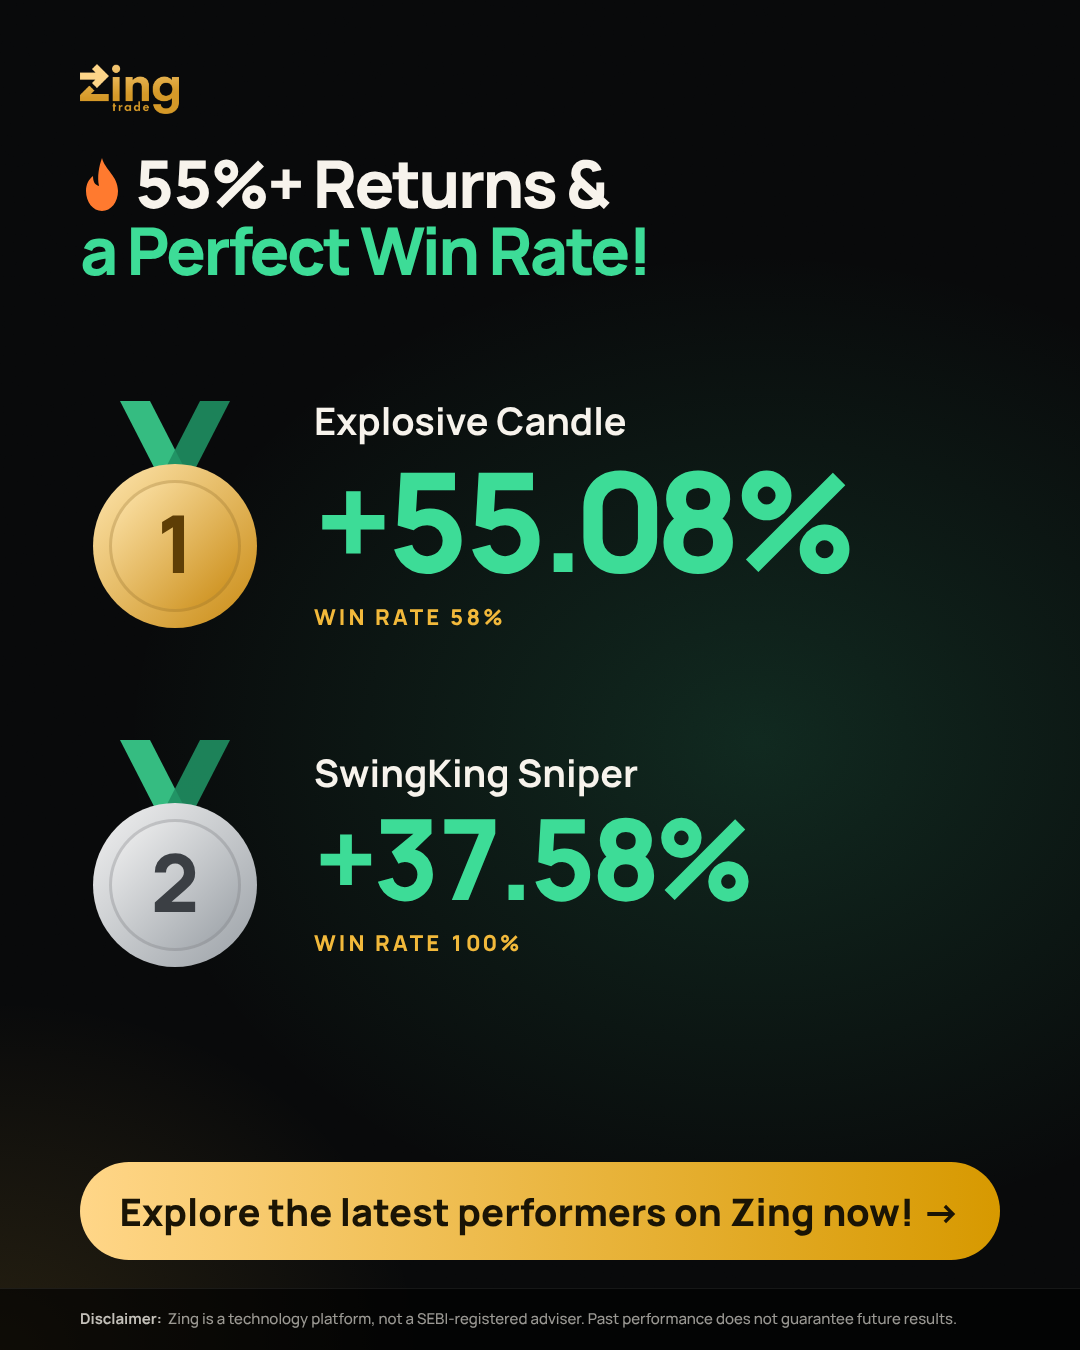 Zing
trade
55%+ Returns &
a Perfect Win Rate!
1
Explosive Candle
+55.08%
WIN RATE 58%
2
SwingKing Sniper
+37.58%
WIN RATE 100%
Explore the latest performers on Zing now! →
Disclaimer: Zing is a technology platform, not a SEBI-registered adviser. Past performance does not guarantee future results.